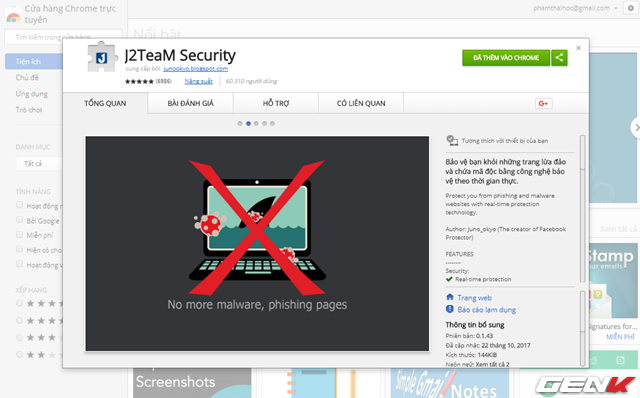 Cửa hàng Chrome trực
tuyến
phamthaihoc@gmail.com
Nổi bật
Tìm kiếm trong cửa hàng
Tiện ích
Chủ đề
Ứng dụng
Trò chơi
DANH MỤC
Tất cả
TÍNH NĂNG
Hoạt động n
Bởi Google
Miễn phí
Hiện có cho
Hoạt động v
XẾP HẠNG
J2TeaM Security
cung cấp bởi: junookyo.blogspot.com
(6986)
Năng suất
60.310 người dùng
ĐÃ THÊM VÀO CHROME
TỔNG QUAN
BÀI ĐÁNH GIÁ
HỖ TRỢ
CÓ LIÊN QUAN
G+
No more malware, phishing pages
Tương thích với thiết bị của bạn
Bảo vệ bạn khỏi những trang lừa đảo
và chứa mã độc bằng công nghệ bảo
vệ theo thời gian thực.
Protect you from phishing and malware
websites with real-time protection
technology.
Author: Juno_okyo (The creator of Facebook
Protector)
FEATURES
Security:
Real-time protection
Trang web
Báo cáo lạm dụng
Thông tin bổ sung
Phiên bản: 0.1.43
Đã cập nhật: 22 tháng 10, 2017
Kích thước: 144KiB
Ngôn ngữ: Xem tất cả 2
Xem tất cả
Stamp
your emails
Signatures for...
MIỄN PHÍ
Screenshots
Simple Gmail Notes
GENK